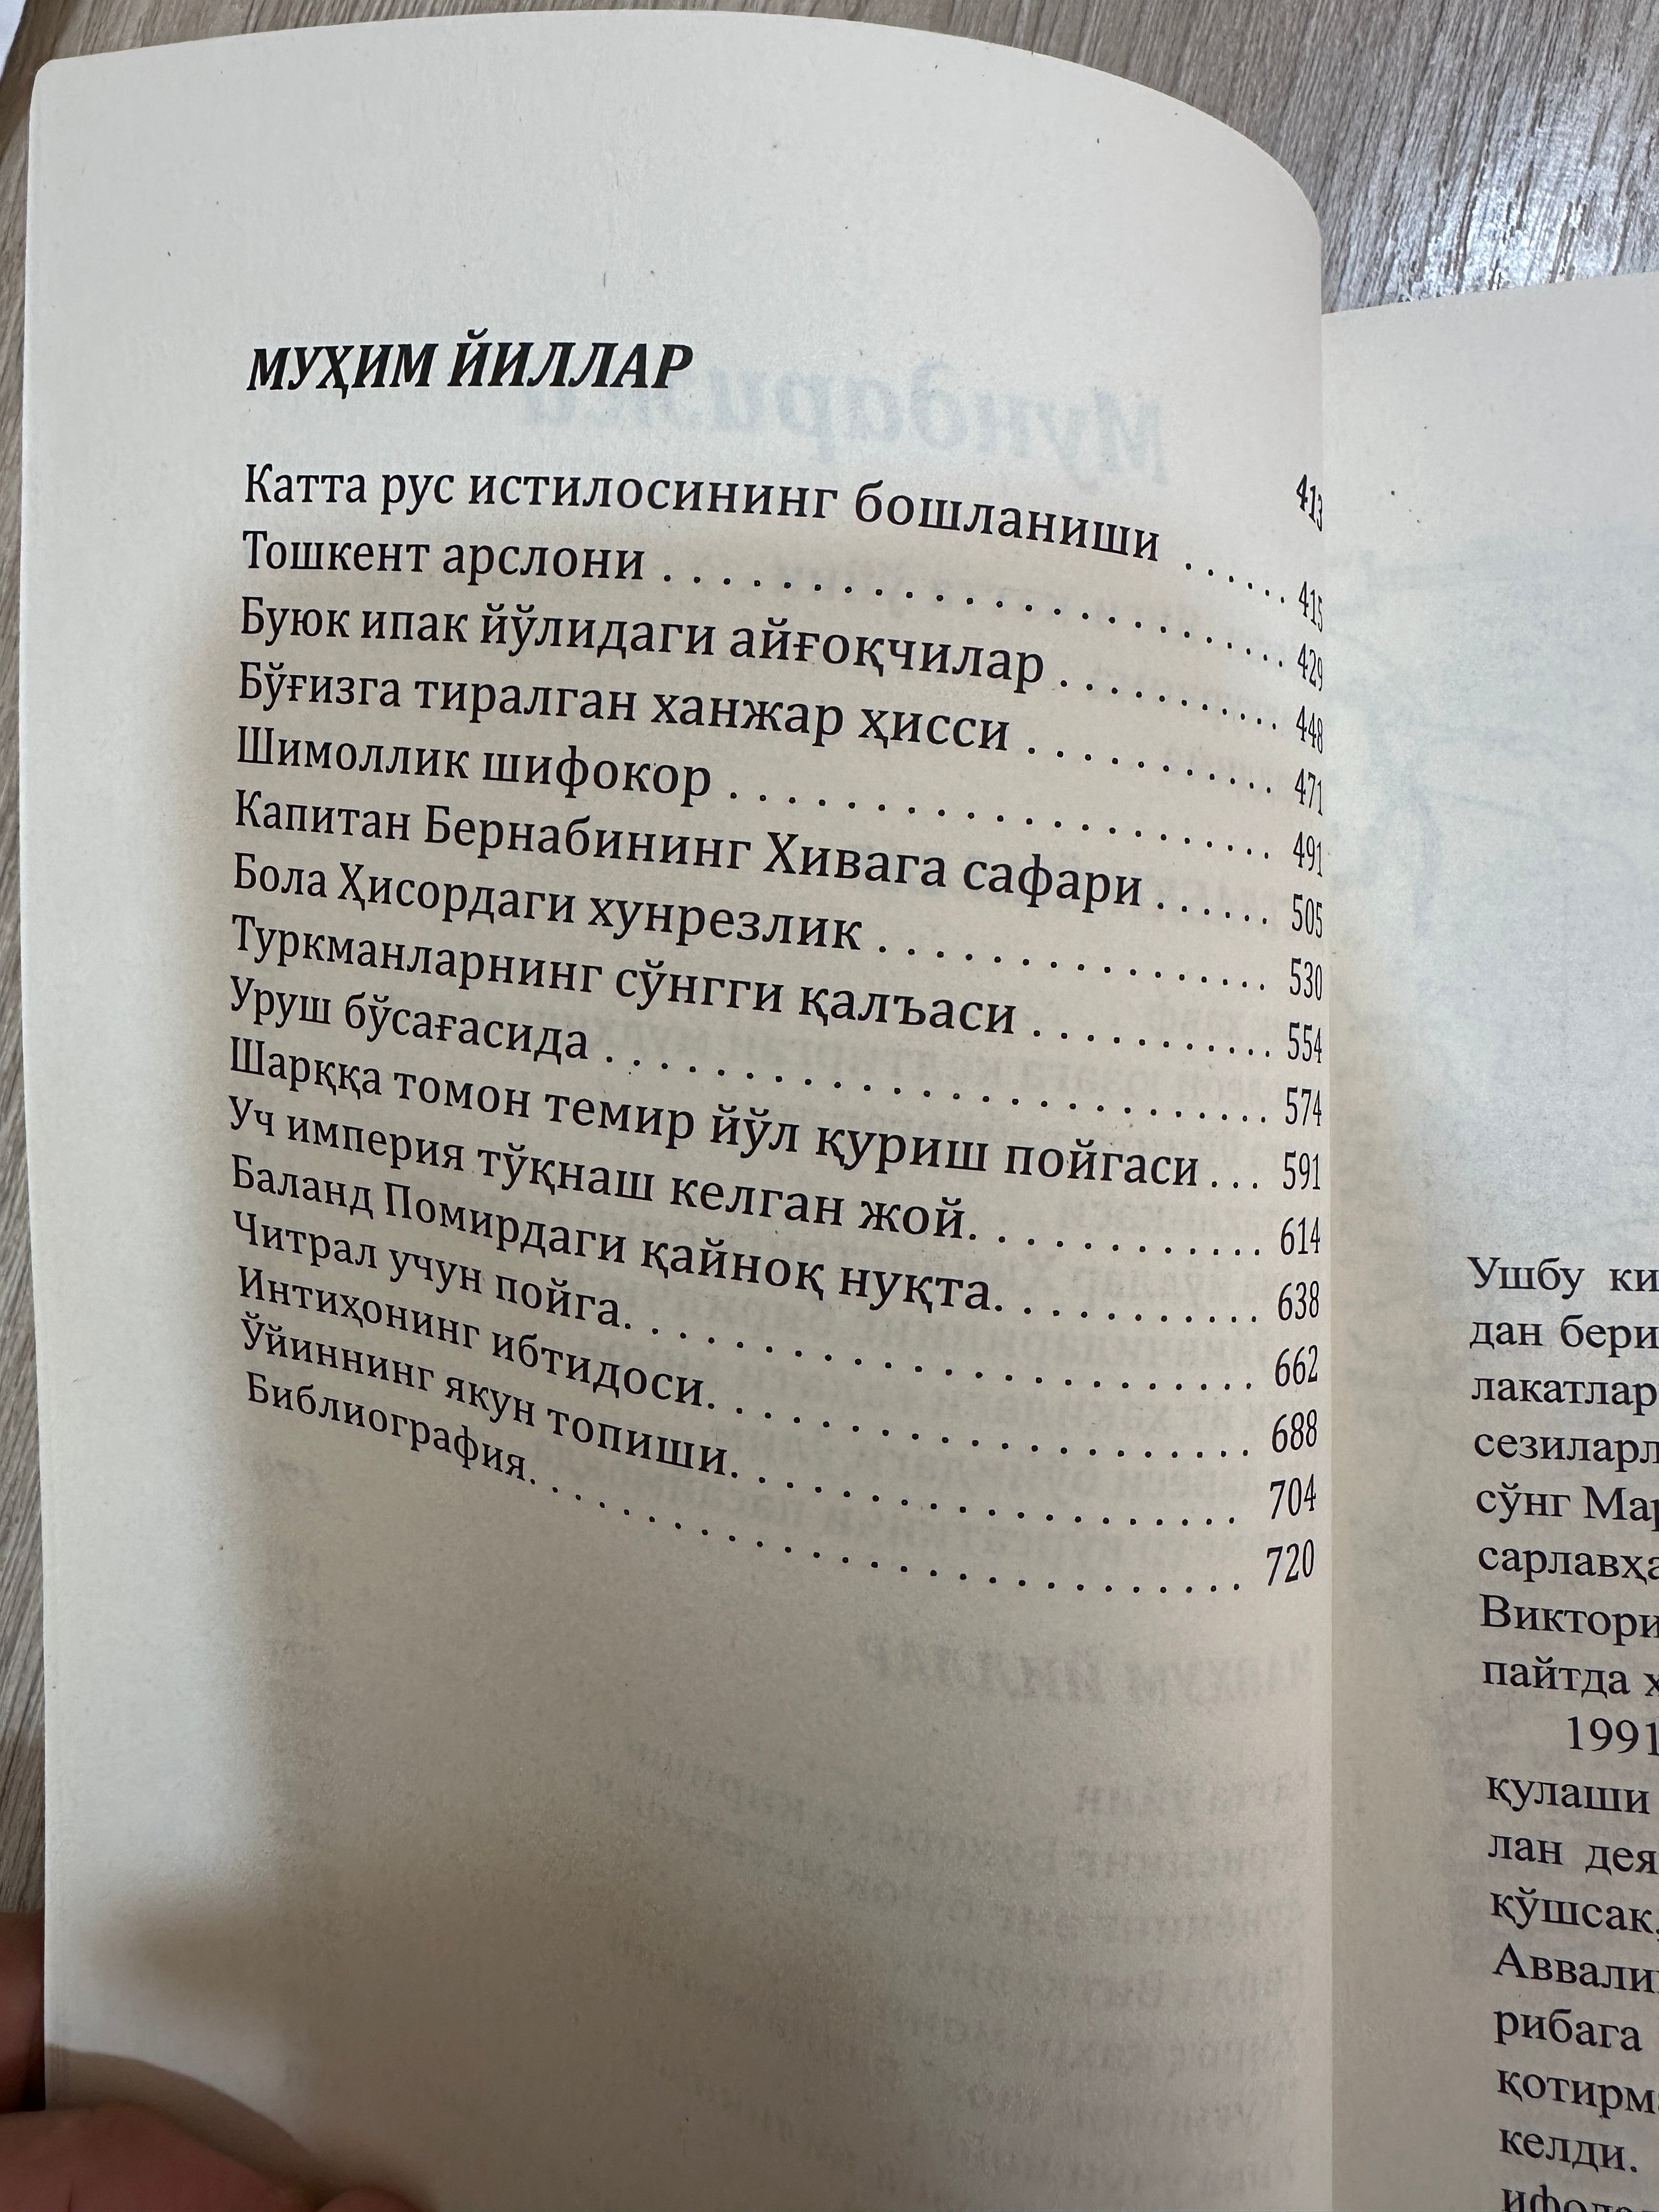 МУҲИМ ЙИЛЛАР 413
Катта рус истилосининг бошланиши . . . . . . 415
Тошкент арслони . . . . . . . . . . . . . . . . . . . . . . . 429
Буюк ипак йўлидаги айғоқчилар . . . . . . . . . . 448
Бўғизга тиралган ханжар ҳисси . . . . . . . . . . . 471
Шимоллик шифокор . . . . . . . . . . . . . . . . . . . 491
Капитан Бернабининг Хивага сафари . . . . . . 505
Бола Ҳисордаги хунрезлик . . . . . . . . . . . . . . . 530
Туркманларнинг сўнгги қалъаси . . . . . . . . . . . 554
Уруш бўсағасида . . . . . . . . . . . . . . . . . . . . . . . 574
Шарққа томон темир йўл қуриш пойгаси . . . 591
Уч империя тўқнаш келган жой. . . . . . . . . . . . . 614
Баланд Помирдаги қайноқ нуқта. . . . . . . . . . . . 638
Читрал учун пойга. . . . . . . . . . . . . . . . . . . . . . 662
Интиҳонинг ибтидоси. . . . . . . . . . . . . . . . . . . 688
Ўйиннинг якун топиши. . . . . . . . . . . . . . . . . . 704
Библиография. . . . . . . . . . . . . . . . . . . . . . . . . 720
Ушбу ки
дан бери
лакатлар
сезиларл
сўнг Мар
сарлавҳа
Виктори
пайтда
1991
қулаши
лан дея
қўшсак,
Аввали
рибага
қотирм
келди.